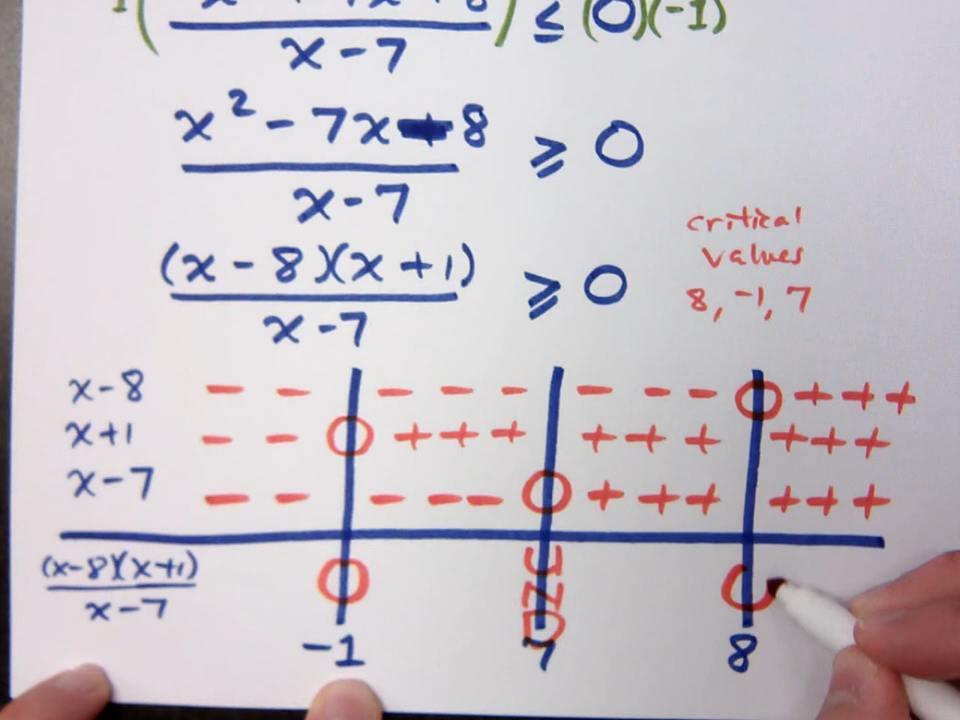 x - 7 ≤ (0)(-1)
x² - 7x - 8 ≥ 0
x - 7
(x - 8)(x + 1) ≥ 0
x - 7
critical
values
8, -1, 7
x-8 - - - - - - - - O + + +
x+1 - - O + + + + + + + + +
x-7 - - - - - O + + + + + +
(x-8)(x+1) O UND O
x-7
-1 7 8